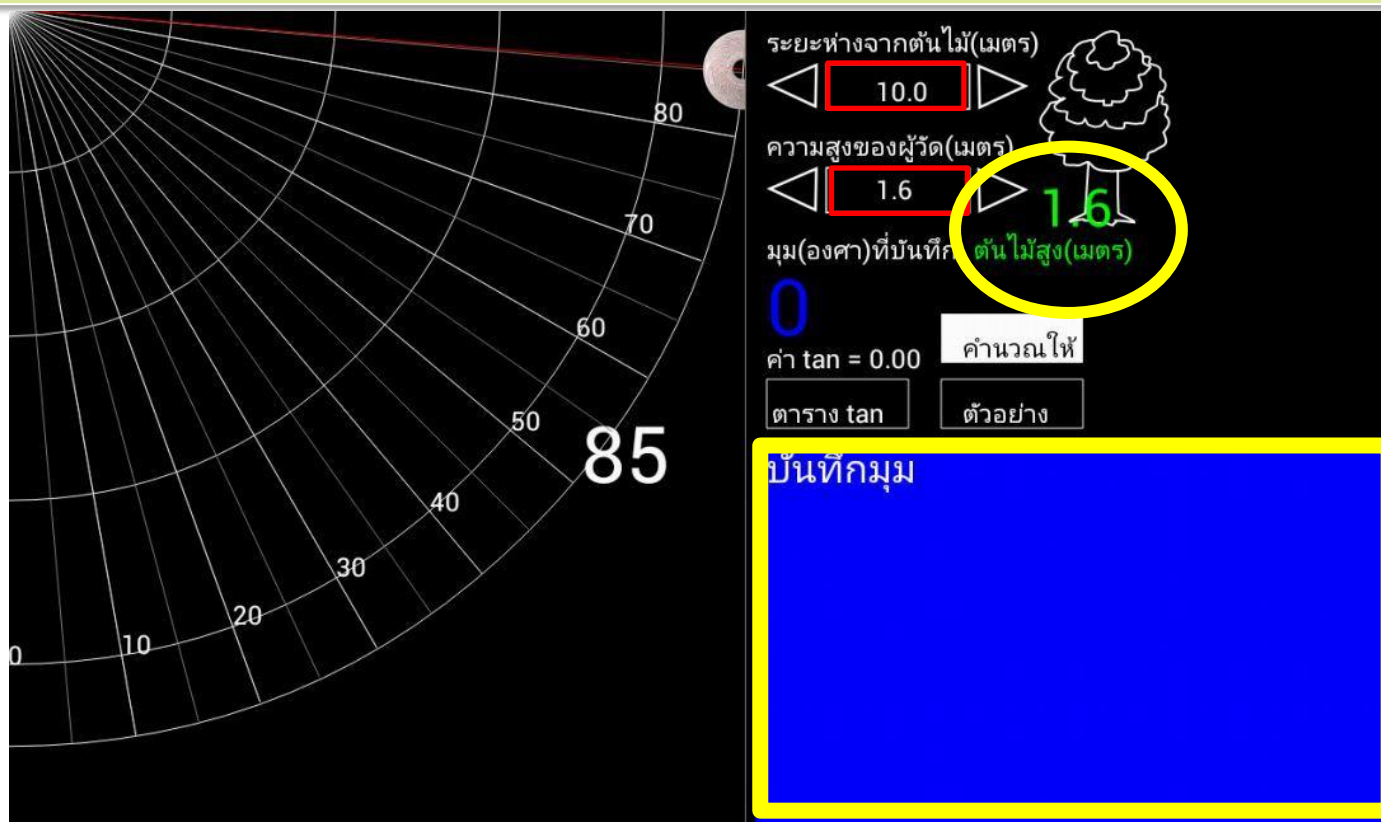 80
70
60
50
40
30
20
10
0
85
ระยะห่างจากต้นไม้(เมตร)
10.0
ความสูงของผู้วัด(เมตร)
1.6
1.6
มุม(องศา)ที่บันทึก ต้นไม้สูง(เมตร)
0
ค่า tan = 0.00
คำนวณให้
ตาราง tan
ตัวอย่าง
บันทึกมุม